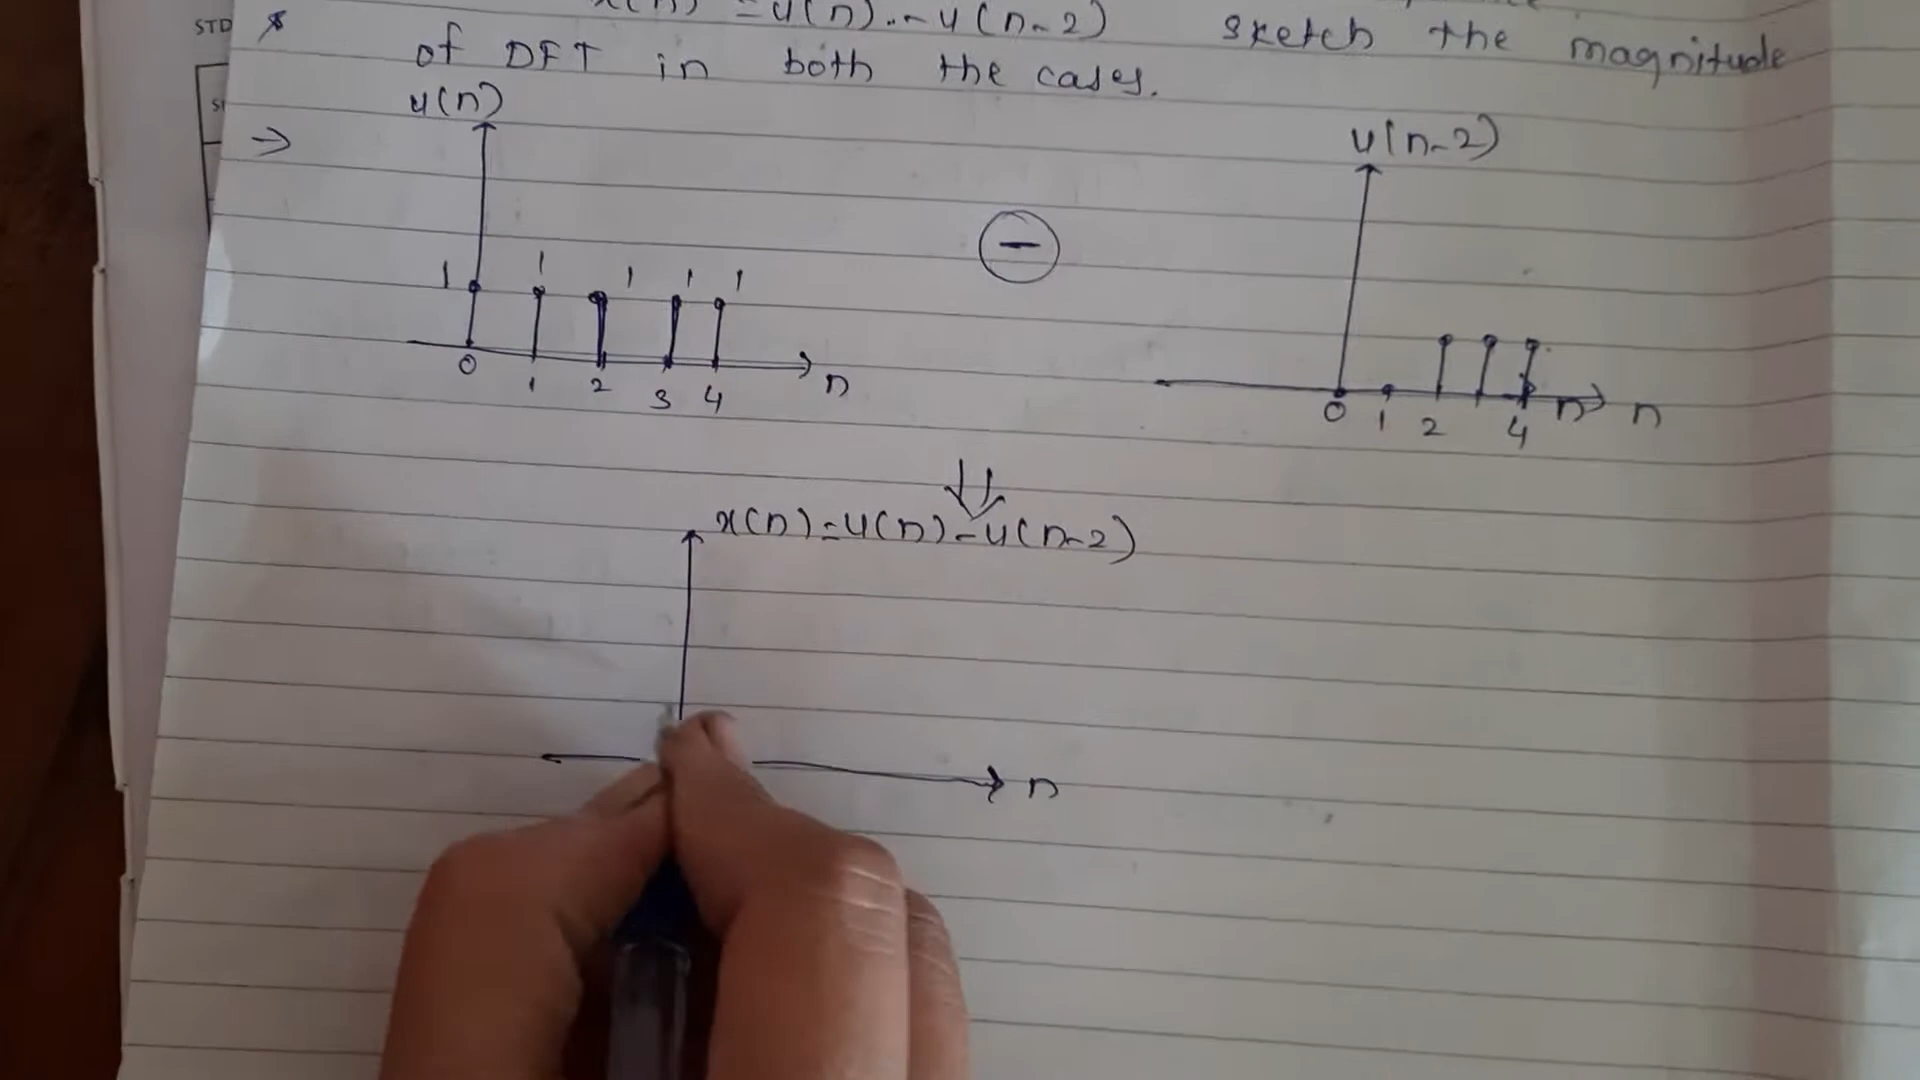 STD
x(n) = u(n) - u(n-2) sketch the magnitude
of DFT in both the cases.
u(n)
u(n-2)
→
1 1 1 1 1
−
0 1 2 3 4 n
0 1 2 4 n n
x(n)=u(n)-u(n-2)
n